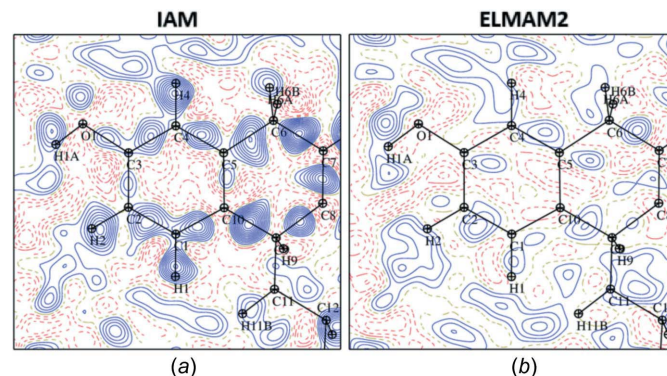 IAM
ELMAM2
H4
H6B
H6A
O1
C4
C6
H1A
C3
C5
C7
C2
C10
C8
H2
C1
H9
H1
C11
C12
H11B
H4
H6B
H6A
O1
C4
C6
H1A
C3
C5
C2
C10
H2
C1
H9
H1
C11
H11B
(a)
(b)